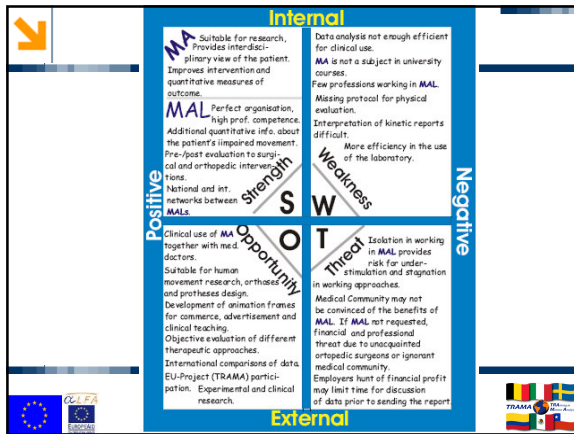 Internal
MA Suitable for research,
Provides interdisci-
plinary view of the patient.
Improves intervention and
quantitative measures of
outcome.
MAL Perfect organisation,
high prof. competence.
Additional quantitative info. about
the patient's iimpaired movement.
Pre-/post evaluation to surgi-
cal and orthopedic interven-
tions.
National and int.
networks between
MALs.
Strength
S
Data analysis not enough efficient
for clinical use.
MA is not a subject in university
courses.
Few professions working in MAL.
Missing protocol for physical
evaluation.
Interpretation of kinetic reports
difficult.
More efficiency in the use
of the laboratory.
Weakness
W
Positive
Negative
Clinical use of MA
together with med.
doctors.
Suitable for human
movement research, orthoses
and protheses design.
Development of animation frames
for commerce, advertisement and
clinical teaching.
Objective evaluation of different
therapeutic approaches.
International comparisons of data.
EU-Project (TRAMA) partici-
pation. Experimental and clinical
research.
Opportunity
O
Isolation in working
in MAL provides
risk for under-
stimulation and stagnation
in working approaches.
Medical Community may not
be convinced of the benefits of
MAL. If MAL not requested,
financial and professional
threat due to unacquainted
ortopedic surgeons or ignorant
medical community.
Employers hunt of financial profit
may limit time for discussion
of data prior to sending the report.
Threat
T
External
aLFA
EUROPEAID
TRAMA